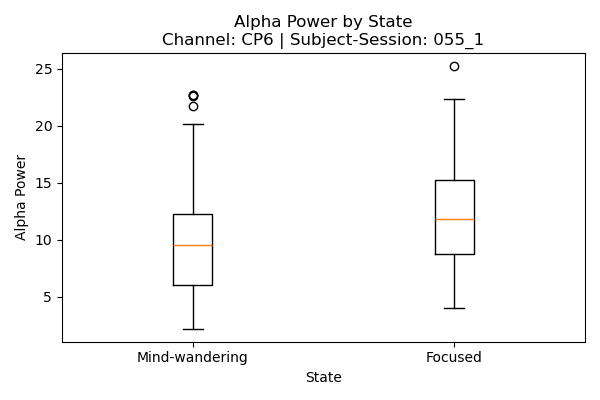 Alpha Power by State
Channel: CP6 | Subject-Session: 055_1
25
20
15
10
5
Alpha Power
Mind-wandering
Focused
State